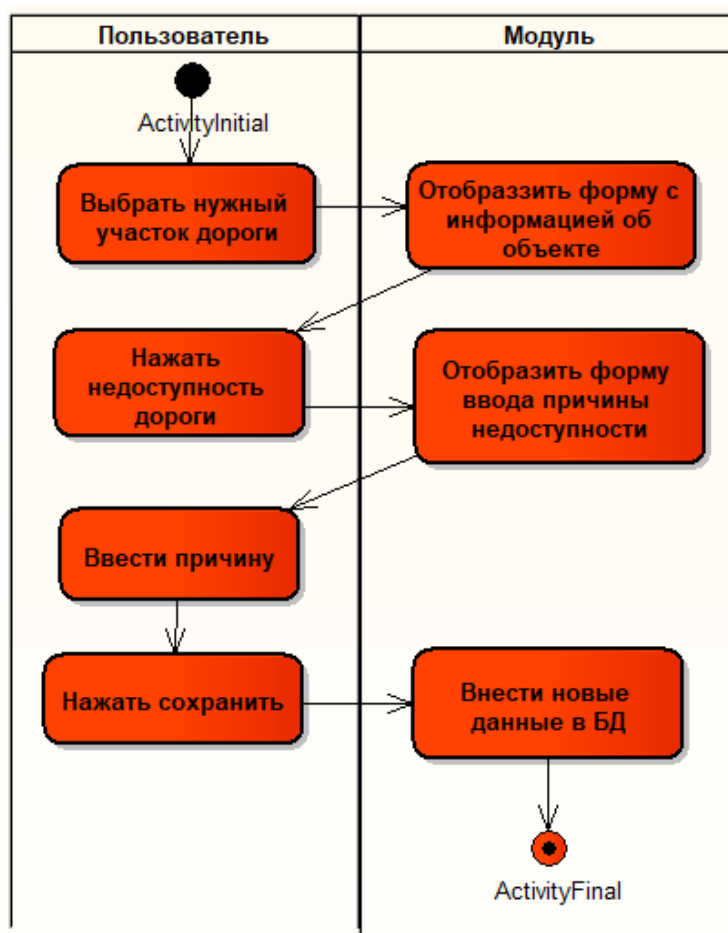 Пользователь
Модуль
ActivityInitial
Выбрать нужный
участок дороги
Отобраззить форму с
информацией об
объекте
Нажать
недоступность
дороги
Отобразить форму
ввода причины
недоступности
Ввести причину
Нажать сохранить
Внести новые
данные в БД
ActivityFinal